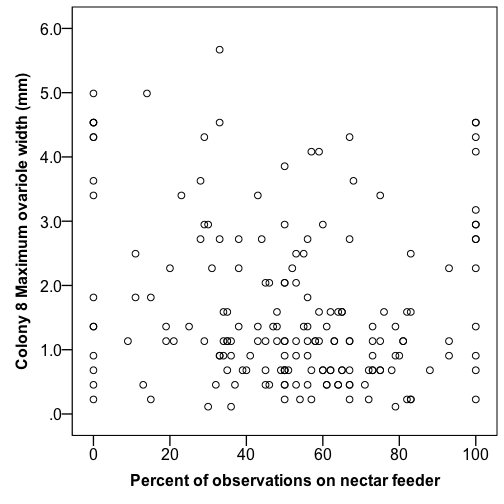 6.0
5.0
4.0
3.0
2.0
1.0
.0
Colony 8 Maximum ovariole width (mm)
0 20 40 60 80 100
Percent of observations on nectar feeder